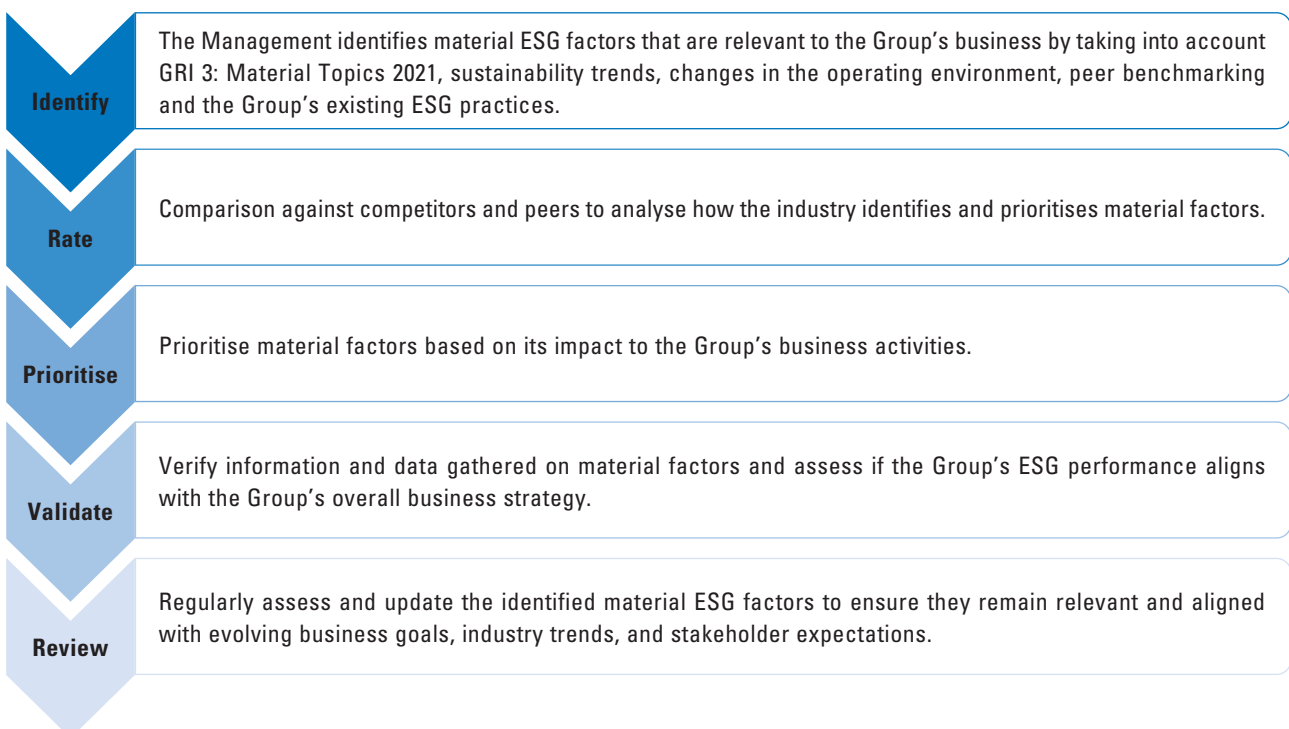 Identify
The Management identifies material ESG factors that are relevant to the Group's business by taking into account
GRI 3: Material Topics 2021, sustainability trends, changes in the operating environment, peer benchmarking
and the Group's existing ESG practices.
Rate
Comparison against competitors and peers to analyse how the industry identifies and prioritises material factors.
Prioritise
Prioritise material factors based on its impact to the Group's business activities.
Validate
Verify information and data gathered on material factors and assess if the Group's ESG performance aligns
with the Group's overall business strategy.
Review
Regularly assess and update the identified material ESG factors to ensure they remain relevant and aligned
with evolving business goals, industry trends, and stakeholder expectations.